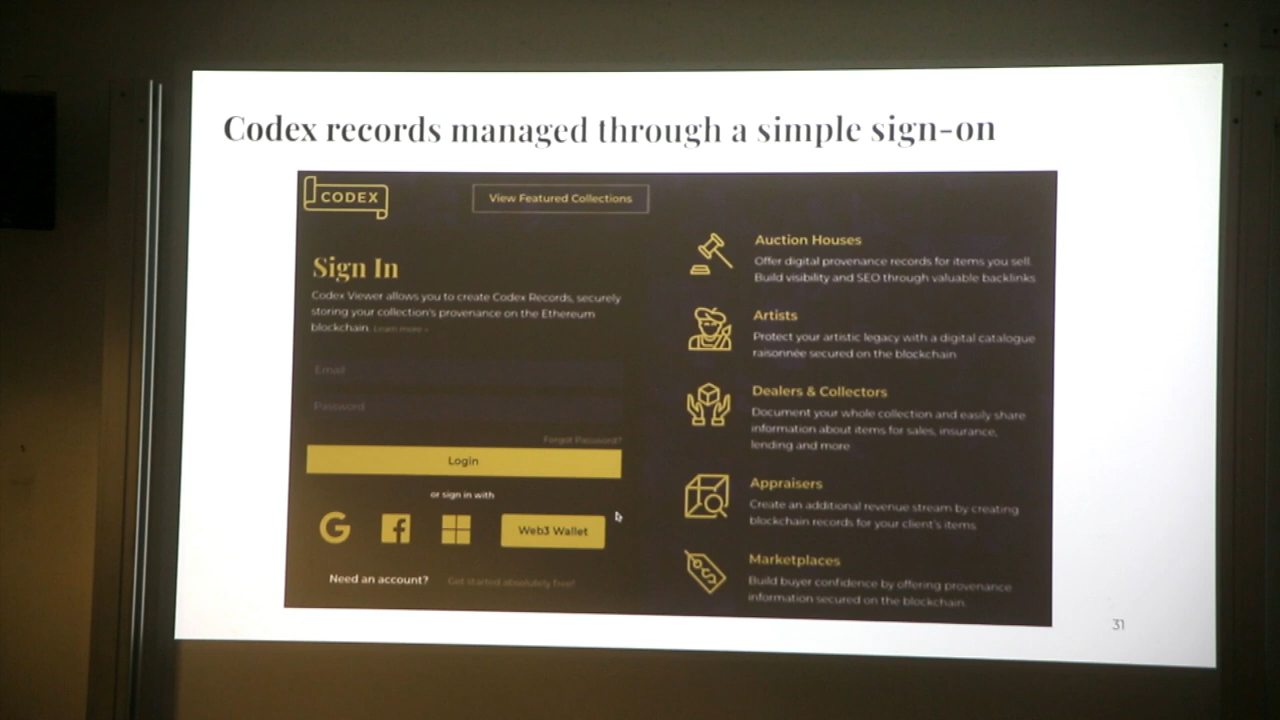 Codex records managed through a simple sign-on
CODEX
View Featured Collections
Sign In
Codex Viewer allows you to create Codex Records, securely
storing your collection's provenance on the Ethereum
blockchain. Learn more »
Email
Password
Forgot Password?
Login
or sign in with
G
f
Web3 Wallet
Need an account?
Get started absolutely free!
Auction Houses
Offer digital provenance records for items you sell.
Build visibility and SEO through valuable backlinks
Artists
Protect your artistic legacy with a digital catalogue
raisonnée secured on the blockchain
Dealers & Collectors
Document your whole collection and easily share
information about items for sales, insurance,
lending and more
Appraisers
Create an additional revenue stream by creating
blockchain records for your client's items
Marketplaces
Build buyer confidence by offering provenance
information secured on the blockchain.
31